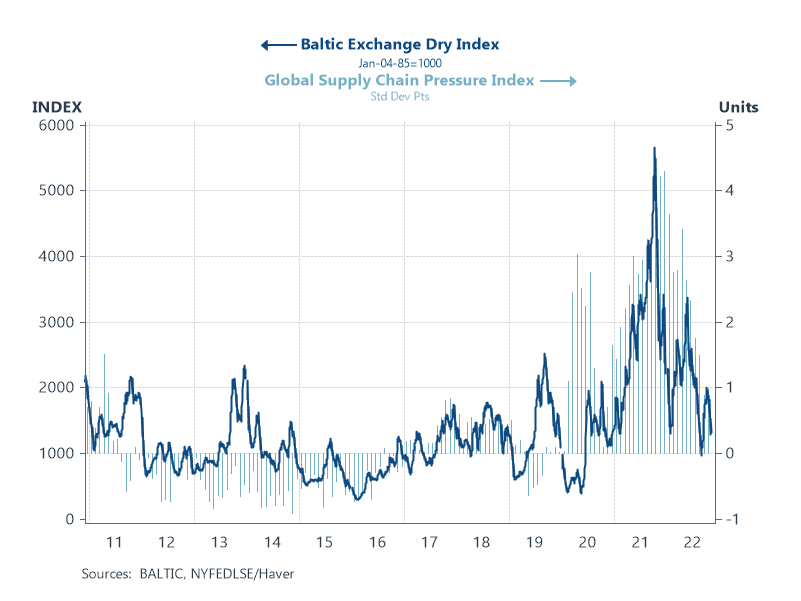 Baltic Exchange Dry Index
Jan-04-85=1000
Global Supply Chain Pressure Index
Std Dev Pts
INDEX Units
6000 5
5000 4
4000 3
3000 2
2000 1
1000 0
0 -1
11 12 13 14 15 16 17 18 19 20 21 22
Sources: BALTIC, NYFEDLSE/Haver